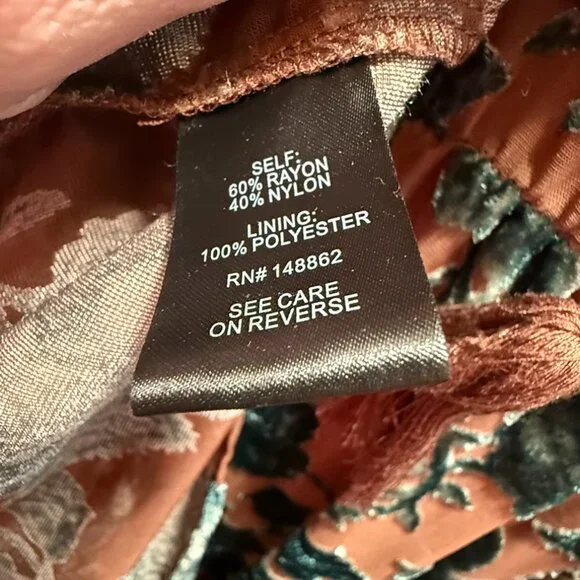 SELF:
60% RAYON
40% NYLON
LINING:
100% POLYESTER
RN# 148862
SEE CARE
ON REVERSE